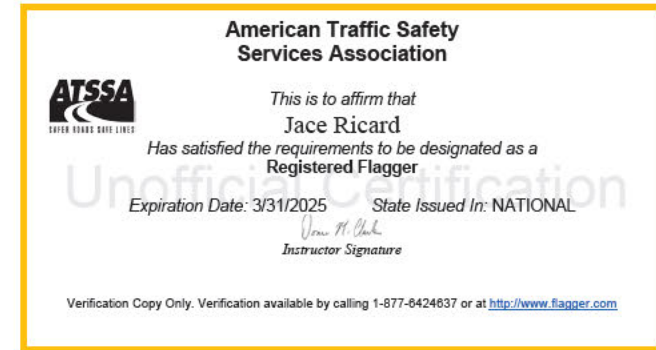 American Traffic Safety
Services Association
ATSSA
SAFER ROADS SAVE LIVES
This is to affirm that
Jace Ricard
Has satisfied the requirements to be designated as a
Registered Flagger
Unofficial Certification
Expiration Date: 3/31/2025 State Issued In: NATIONAL
Instructor Signature
Verification Copy Only. Verification available by calling 1-877-6424637 or at http://www.flagger.com